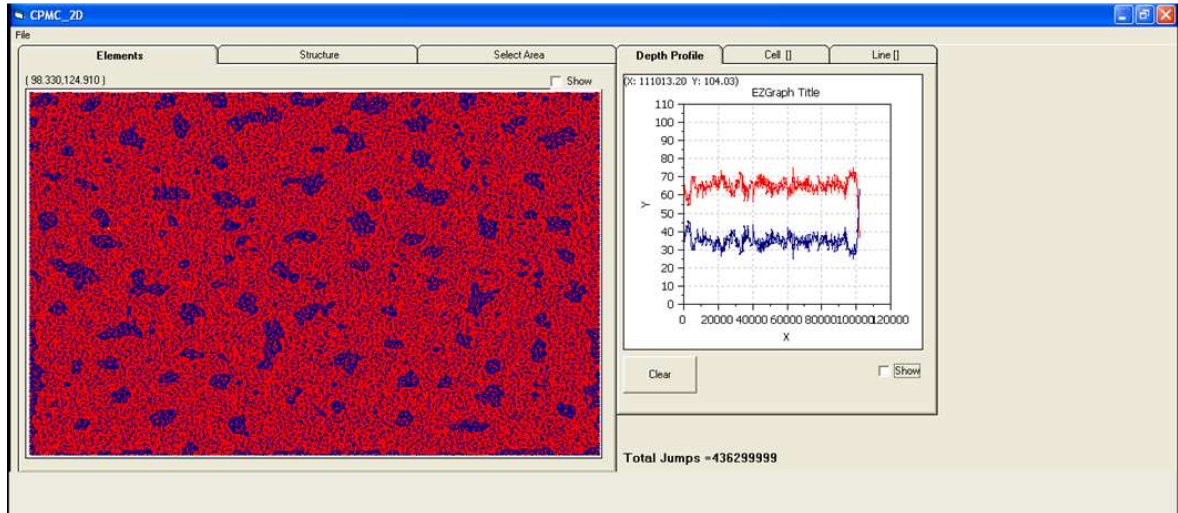 CPMC_2D
File
Elements Structure Select Area
( 98.330,124.910 ) Show
Depth Profile Cell [] Line []
(X: 111013.20 Y: 104.03)
EZGraph Title
110
100
90
80
70
60
50
40
30
20
10
0
Y
0 20000 40000 60000 80000 100000 120000
X
Clear Show
Total Jumps =436299999